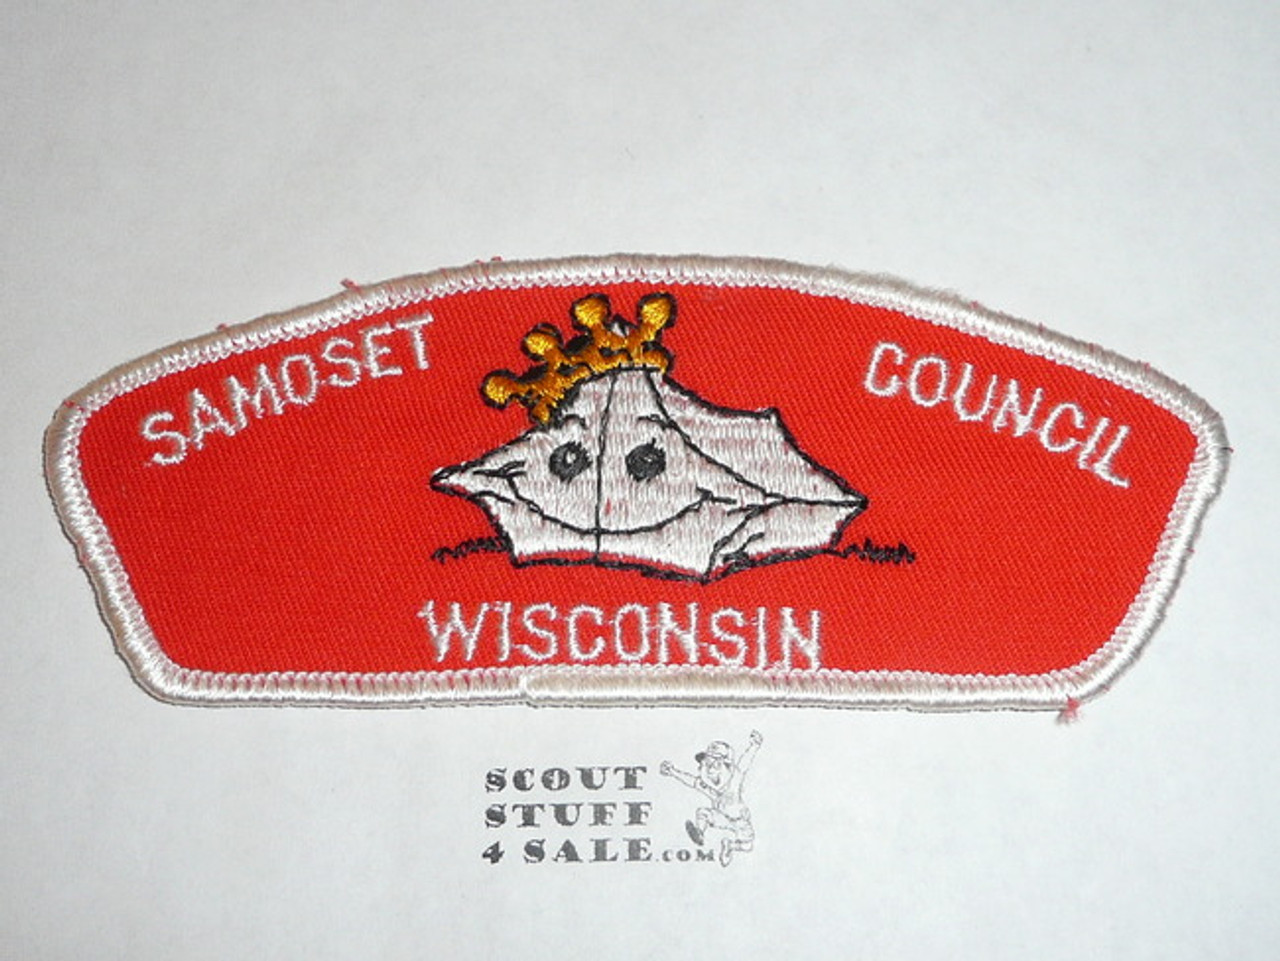 SAMOSET COUNCIL
WISCONSIN
SCOUT
STUFF
4 SALE.COM